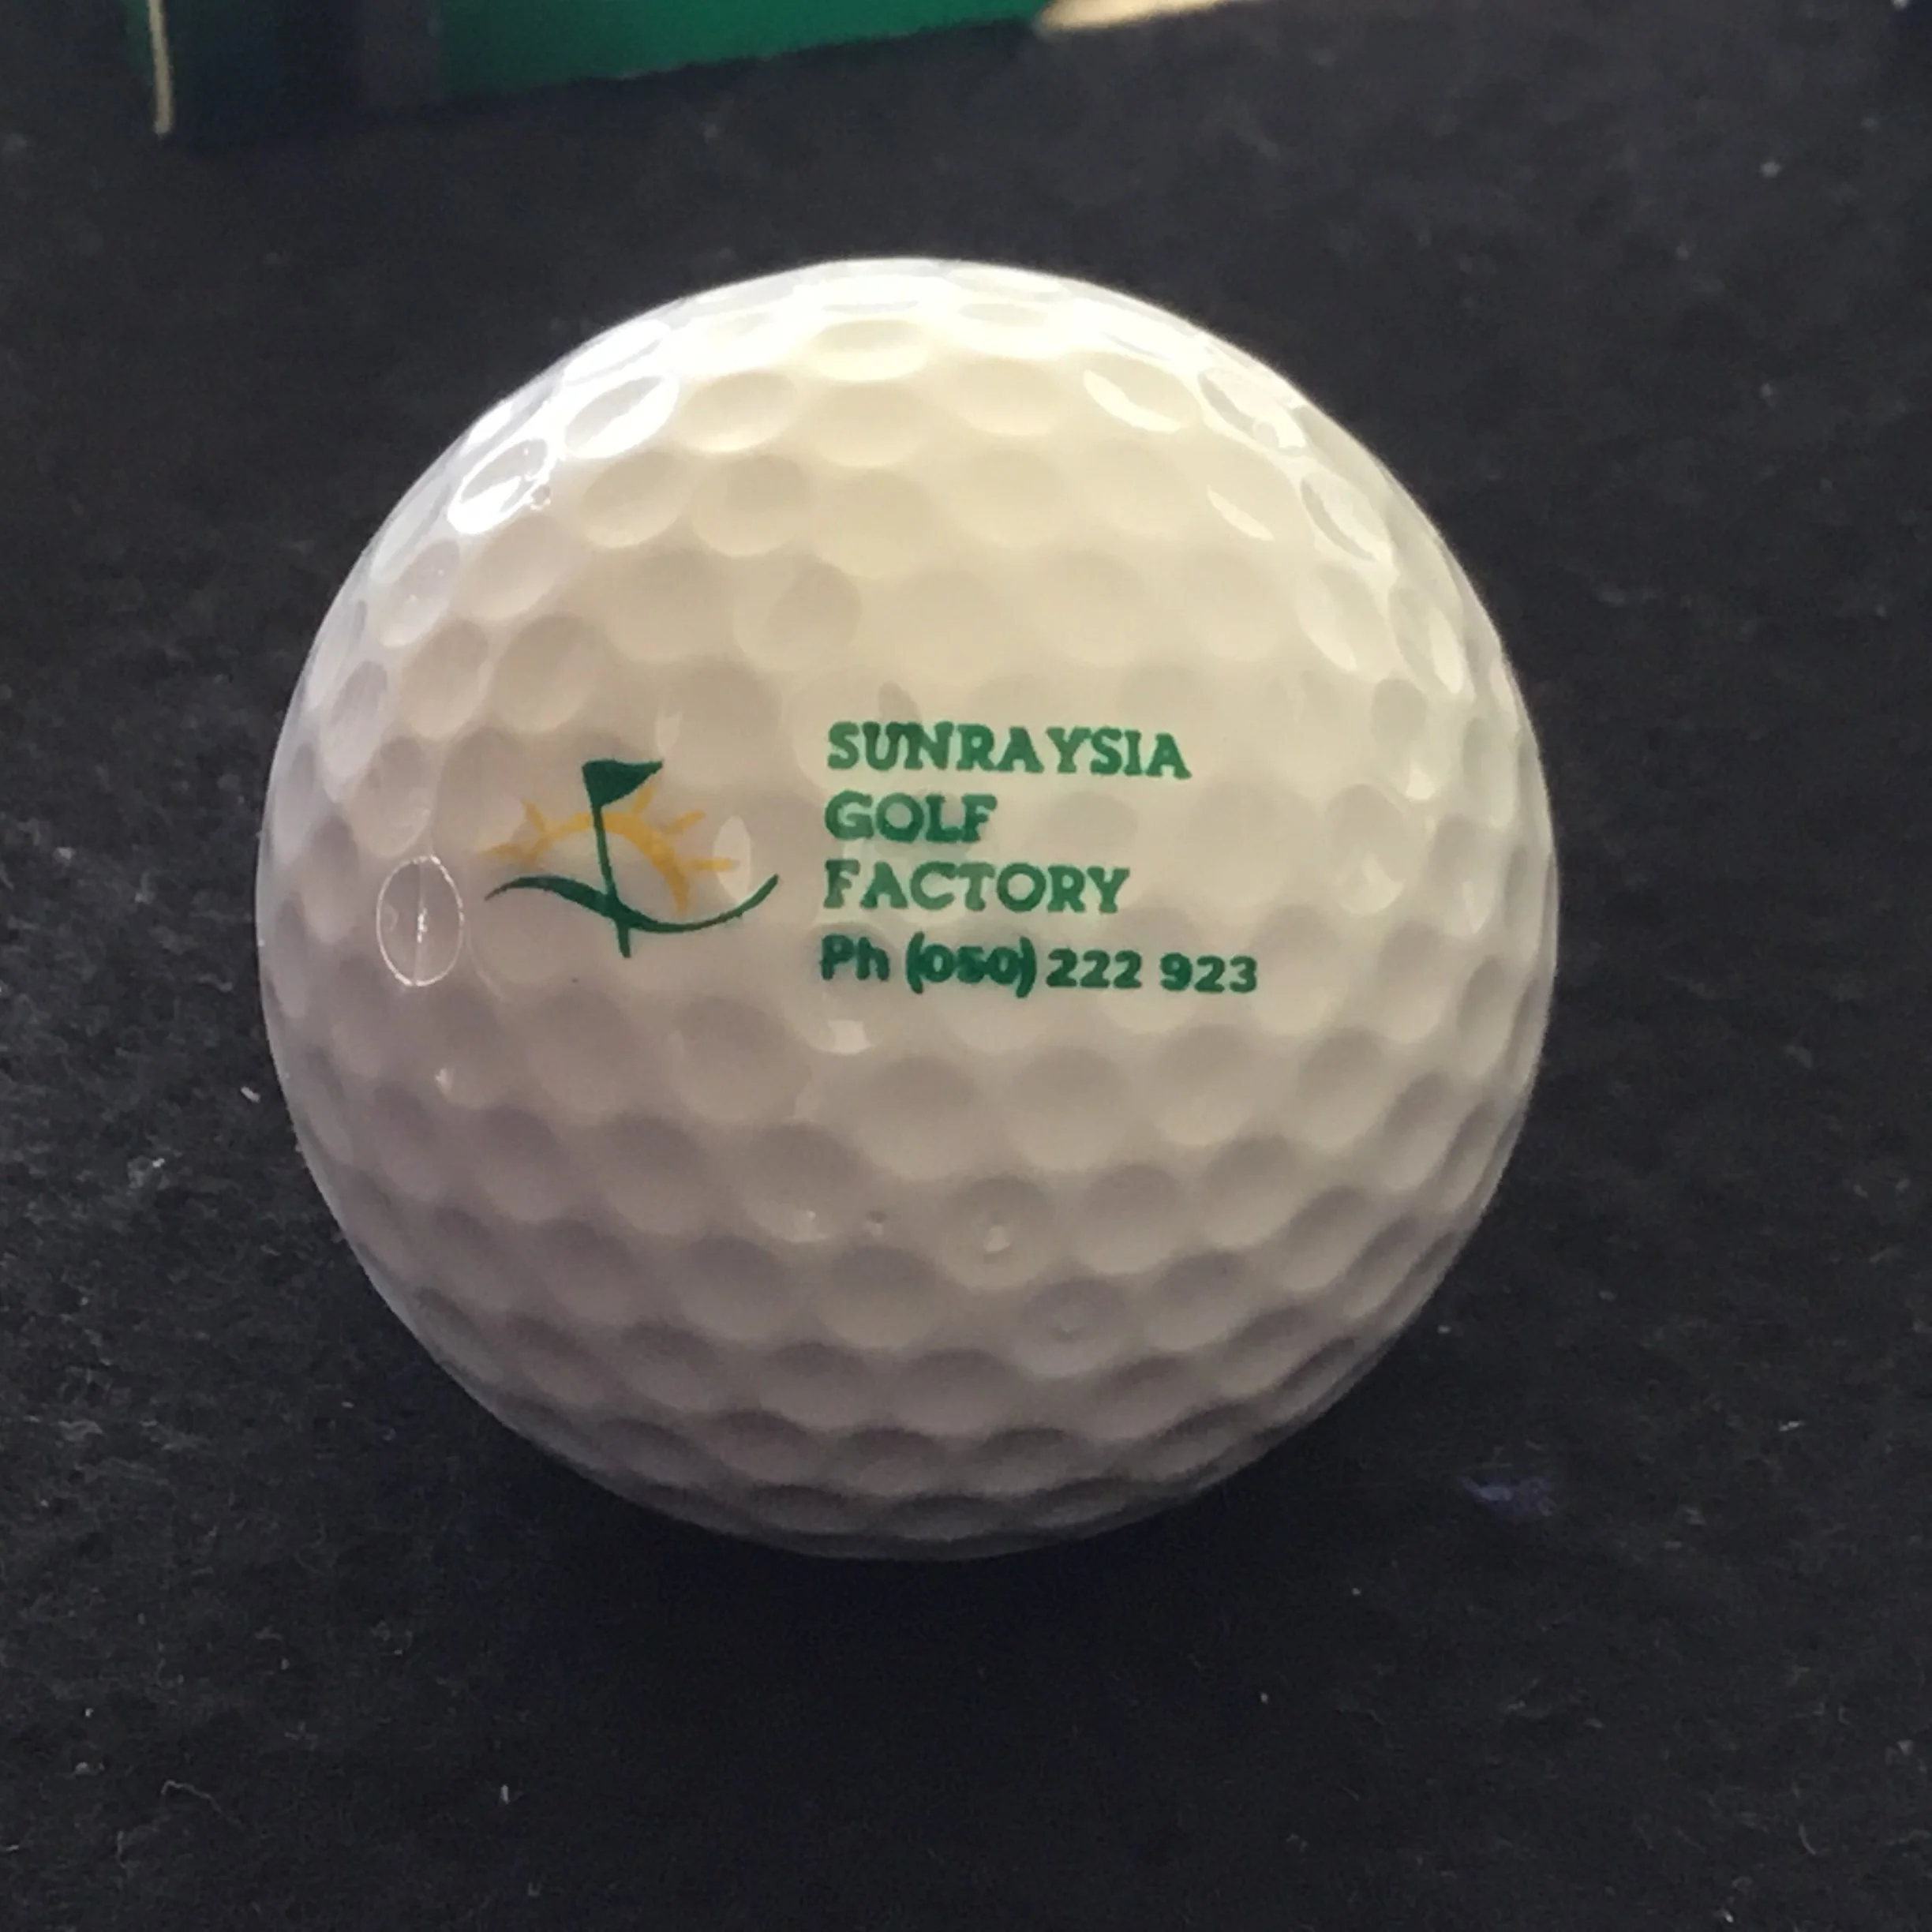 SUNRAYSIA
GOLF
FACTORY
Ph (050) 222 923